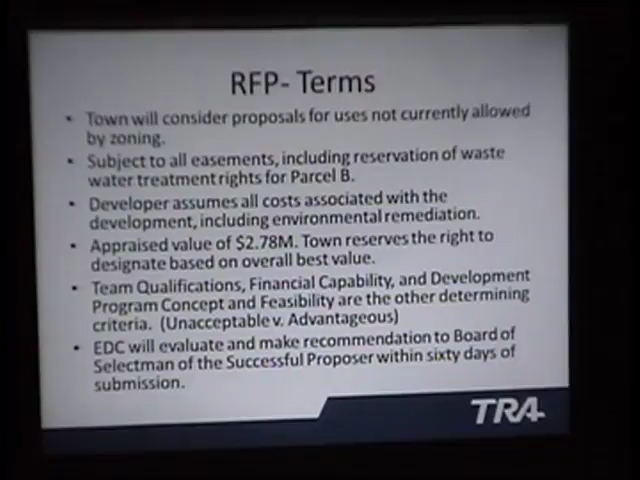 RFP- Terms
• Town will consider proposals for uses not currently allowed
by zoning.
• Subject to all easements, including reservation of waste
water treatment rights for Parcel B.
• Developer assumes all costs associated with the
development, including environmental remediation.
• Appraised value of $2.78M. Town reserves the right to
designate based on overall best value.
• Team Qualifications, Financial Capability, and Development
Program Concept and Feasibility are the other determining
criteria. (Unacceptable v. Advantageous)
• EDC will evaluate and make recommendation to Board of
Selectman of the Successful Proposer within sixty days of
submission.
TRA